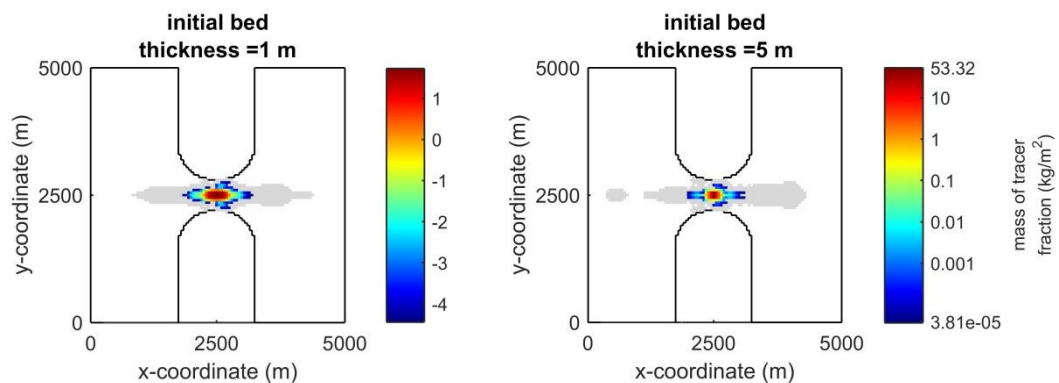 initial bed
thickness =1 m
initial bed
thickness =5 m
5000
2500
0
y-coordinate (m)
0
2500
5000
x-coordinate (m)
1
0
-1
-2
-3
-4
5000
2500
0
y-coordinate (m)
0
2500
5000
x-coordinate (m)
53.32
10
1
0.1
0.01
0.001
3.81e-05
mass of tracer
fraction (kg/m²)